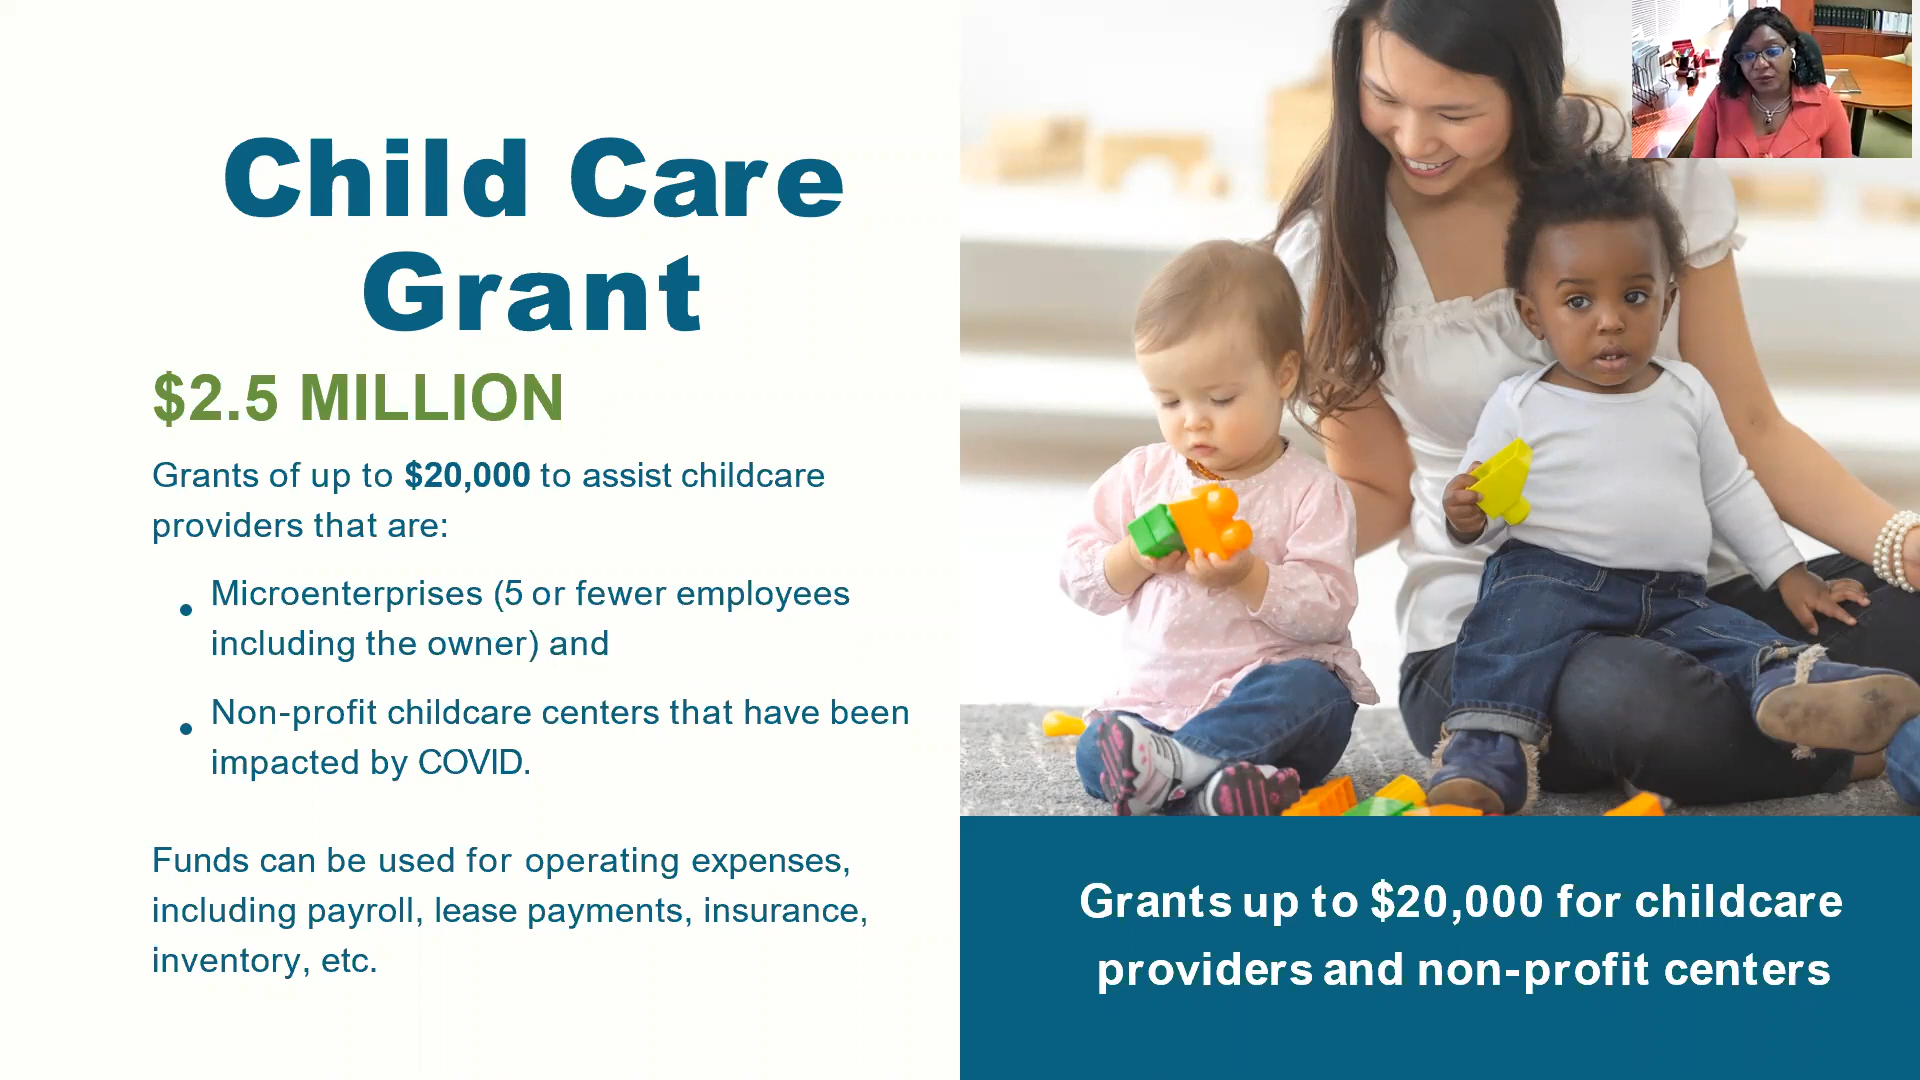 Child Care
Grant
$2.5 MILLION
Grants of up to $20,000 to assist childcare
providers that are:
• Microenterprises (5 or fewer employees
including the owner) and
• Non-profit childcare centers that have been
impacted by COVID.
Funds can be used for operating expenses,
including payroll, lease payments, insurance,
inventory, etc.
Grants up to $20,000 for childcare
providers and non-profit centers